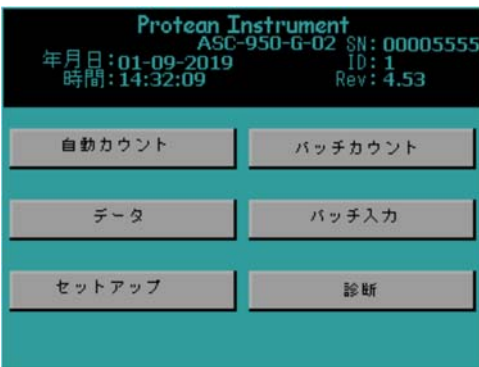 Protean Instrument
ASC-950-G-02 SN: 00005555
年月日:01-09-2019 ID: 1
時間:14:32:09 Rev: 4.53
自動カウント バッチカウント
データ バッチ入力
セットアップ 診断